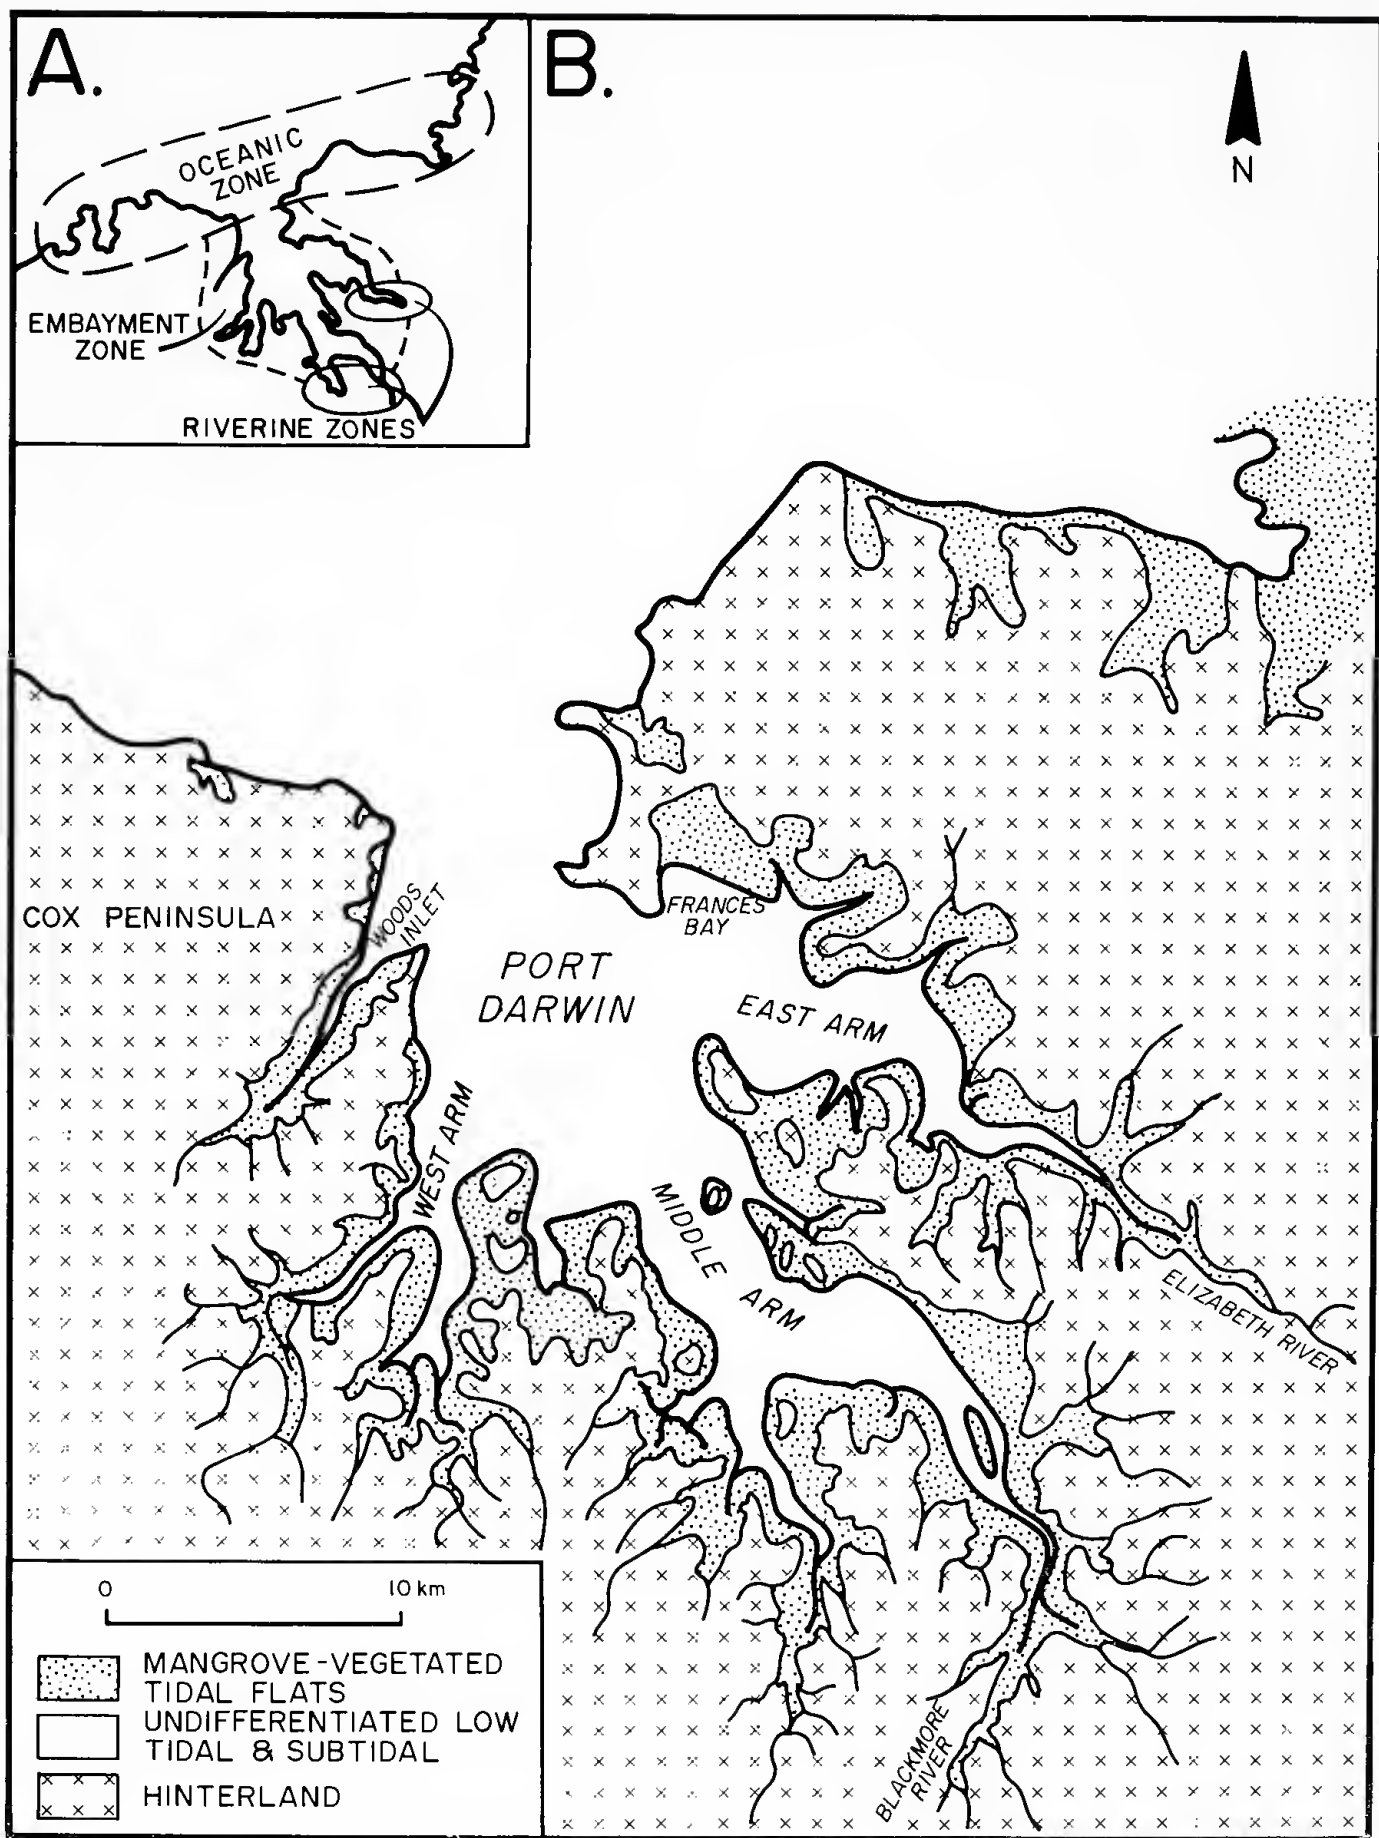 A.
OCEANIC
ZONE
EMBAYMENT
ZONE
RIVERINE ZONES
B.
N
COX PENINSULA
WOODS
INLET
PORT
DARWIN
FRANCES
BAY
EAST ARM
WEST ARM
MIDDLE
ARM
ELIZABETH RIVER
BLACKMORE
RIVER
0 10 km
MANGROVE-VEGETATED
TIDAL FLATS
UNDIFFERENTIATED LOW
TIDAL & SUBTIDAL
HINTERLAND